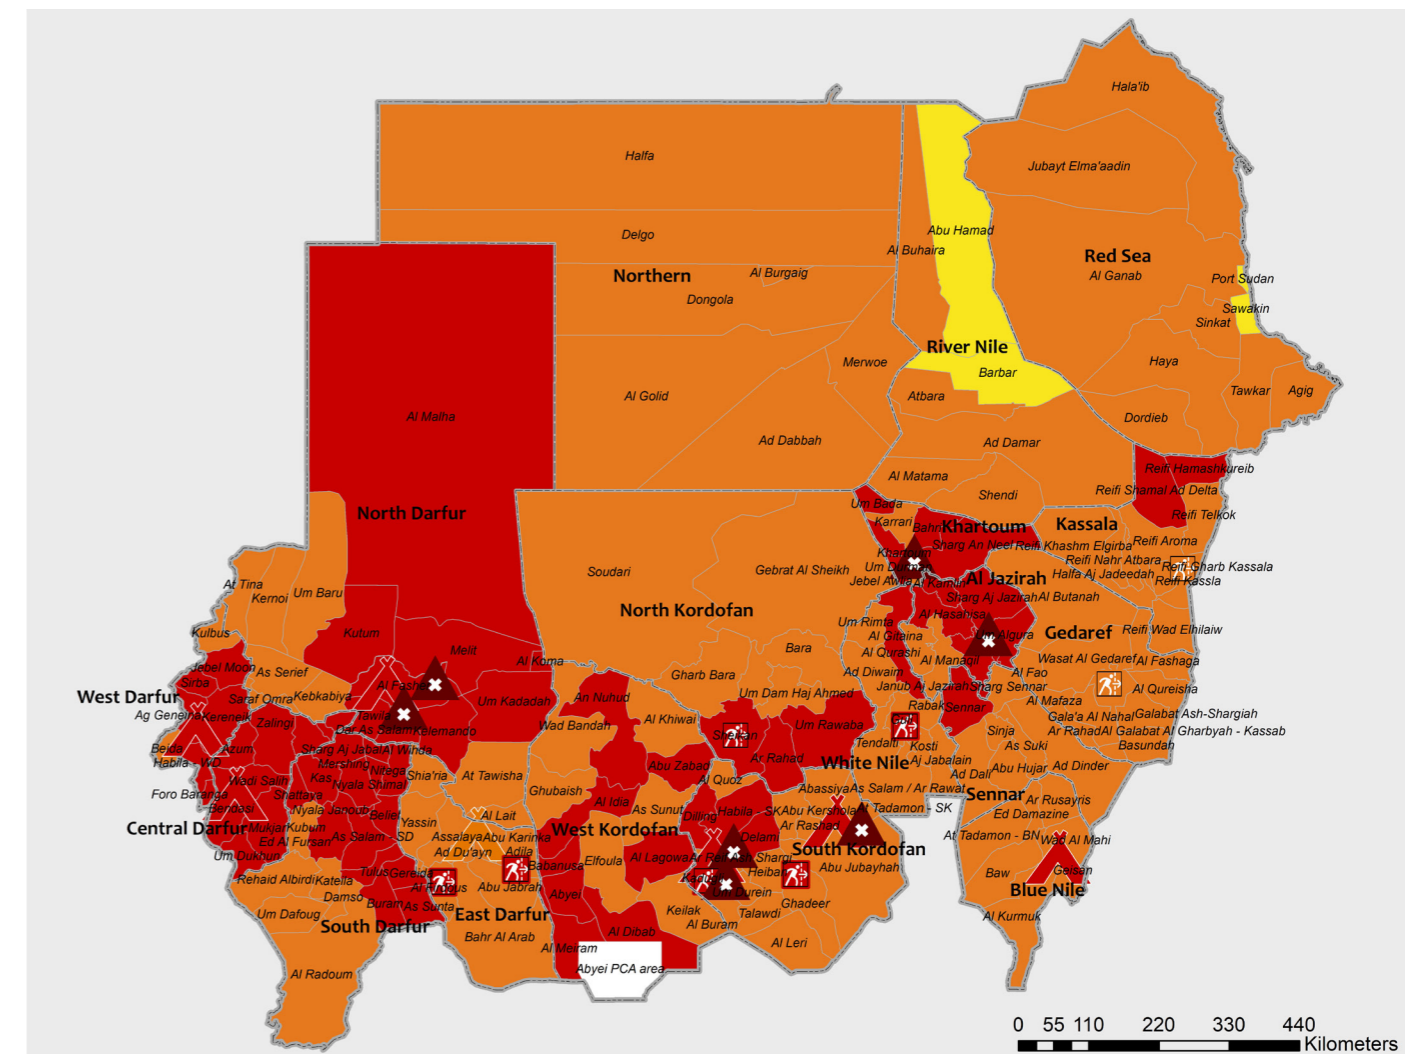 Hala'ib
Halfa
Jubayt Elma'aadin
Delgo
Abu Hamad
Al Buhaira
Red Sea
Al Ganab
Northern
Al Burgaig
Port Sudan
Dongola
Sawakin
Sinkat
River Nile
Merwoe
Haya
Barbar
Al Golid
Atbara
Tawkar
Agig
Al Malha
Dordieb
Ad Dabbah
Ad Damar
Reifi Hamashkureib
Al Matama
Reifi Shamal Ad Delta
Shendi
Um Bada
North Darfur
Karrari
Bahri
Khartoum
Kassala
Reifi Telkok
Sharg An Neel
Reifi Khashm Elgirba
Reifi Aroma
Khartoum
Reifi Nahr Atbara
Reifi Gharb Kassala
Soudari
Gebrat Al Sheikh
Um Durman
Halfa Aj Jadeedah
Reifi Kassla
Jebel Awlia
Al Kamlin
Al Jazirah
At Tina
Kernoi
Um Baru
Sharg Aj Jazirah
Al Butanah
North Kordofan
Al Hasahisa
Um Rimta
Kulbus
Kutum
Al Gitaina
Um Algura
Gedaref
Reifi Wad Elhilaiw
Melit
Bara
Al Qurashi
Al Managil
Wasat Al Gedaref
Al Fashaga
Al Koma
Jebel Moon
As Serief
Gharb Bara
Ad Diwaim
Al Fao
Sirba
Al Fasher
Janub Aj Jazirah
Sharg Sennar
Al Qureisha
West Darfur
Saraf Omra
Kebkabiya
Um Kadadah
An Nuhud
Um Dam Haj Ahmed
Al Mafaza
Rabak
Sennar
Ag Geneina
Kereneik
Zalingi
Tawila
Al Khiwai
Guli
Gala'a Al Nahal
Galabat Ash-Shargiah
Dar As Salam
Kelemando
Wad Bandah
Sheikan
Um Rawaba
Sinja
Ar Rahad
Al Galabat Al Gharbyah - Kassab
Beida
Azum
Sharg Aj Jabal
Al Wihda
Tendalti
Kosti
As Suki
Basundah
Habila - WD
Mershing
Abu Zabad
Ar Rahad
White Nile
Aj Jabalain
Nitega
Shia'ria
At Tawisha
Abu Hujar
Ad Dinder
Wadi Salih
Kas
Nyala Shimal
Al Quoz
Ad Dali
Foro Baranga
Shattaya
Ghubaish
Abassiya
As Salam / Ar Rawat
Sennar
Al Idia
Ar Rusayris
Bendasi
Nyala Janoub
Beliel
As Sunut
Dilling
Habila - SK
Abu Kershola
Al Tadamon - SK
Ed Damazine
Central Darfur
Mukjar
Kubum
Yassin
Al Lait
West Kordofan
Ar Rashad
As Salam - SD
Assalaya
Abu Karinka
Delami
At Tadamon - BN
Wad Al Mahi
Ed Al Fursan
Ad Du'ayn
Adila
South Kordofan
Um Dukhun
Babanusa
Elfoula
Al Lagowa
Ar Reif Ash Shargi
Abu Jubayhah
Tulus
Gereida
Heiban
Baw
Geisan
Rehaid Albirdi
Katella
Al Firdous
Abu Jabrah
Abyei
Kadugli
Um Durein
Blue Nile
Damso
Buram
As Sunta
Ghadeer
Um Dafoug
East Darfur
Keilak
Talawdi
Al Kurmuk
South Darfur
Al Buram
Bahr Al Arab
Al Meiram
Al Dibab
Al Leri
Al Radoum
Abyei PCA area
0 55 110 220 330 440
Kilometers